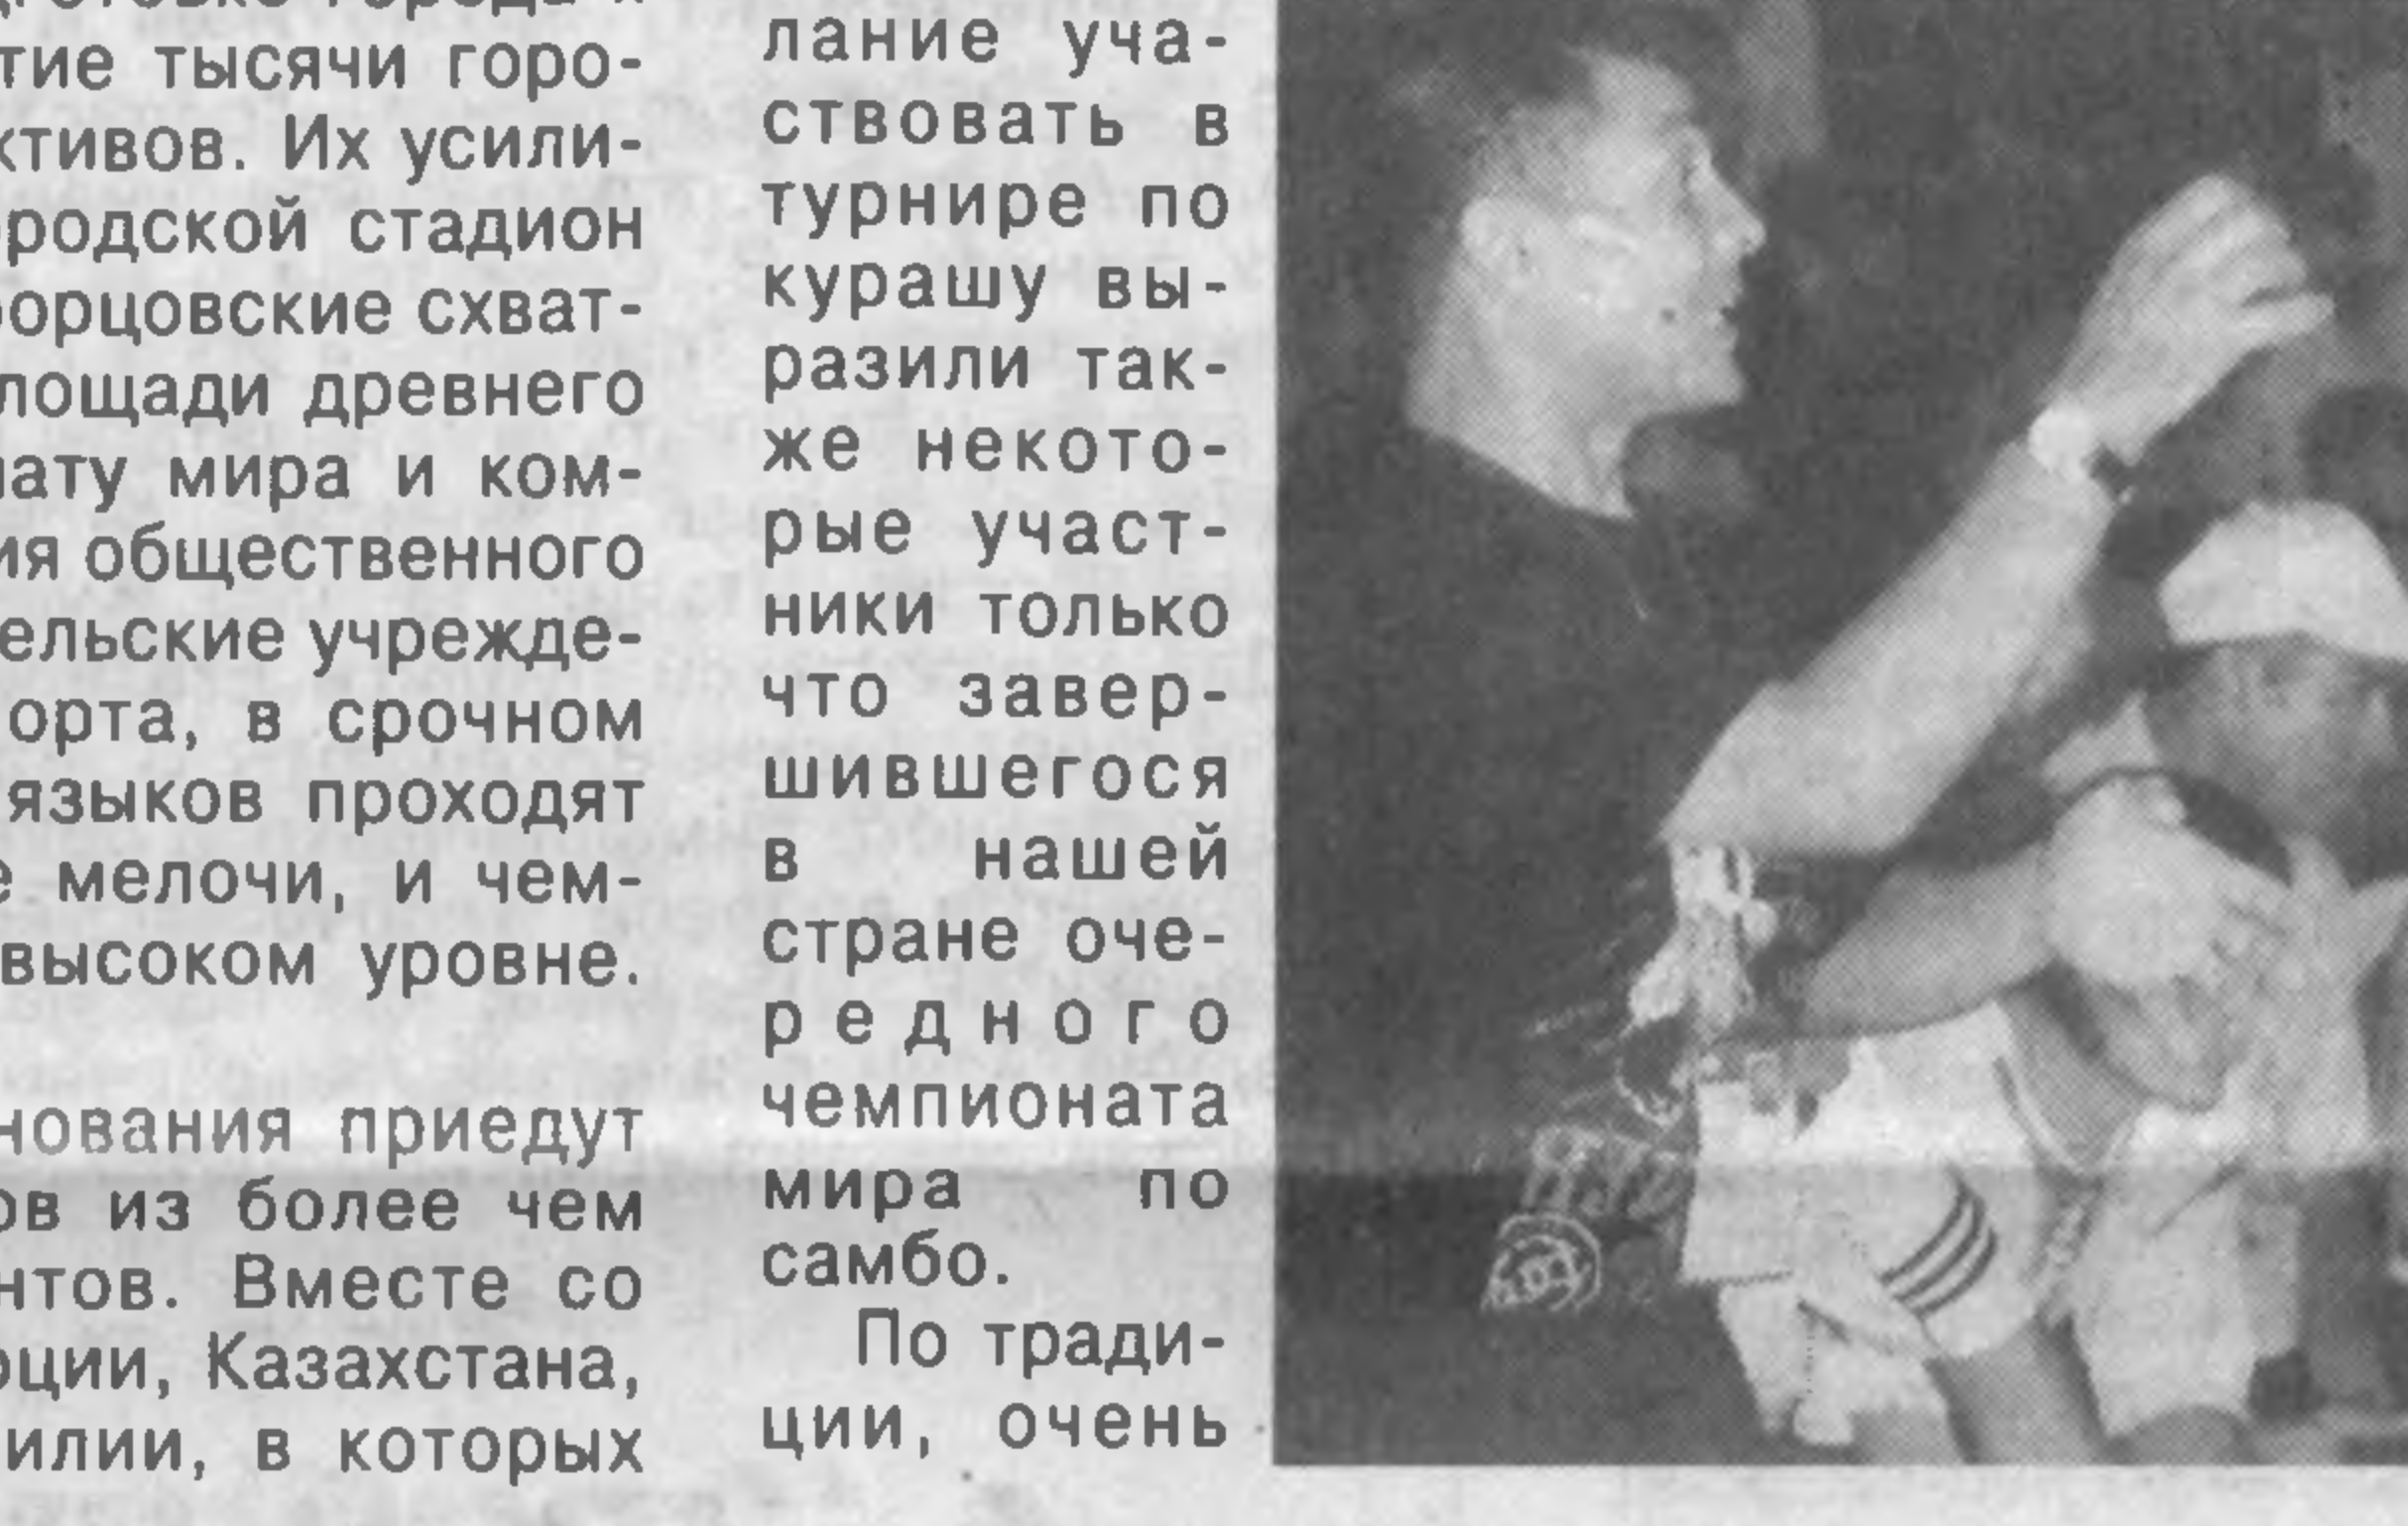 тие тысячи горо-
ктивов. Их усили-
родской стадион
орцовские схват-
лощади древнего
нату мира и ком-
ия общественного
ельские учрежде-
орта, в срочном
языков проходят
е мелочи, и чем-
высоком уровне.
нования приедут
ов из более чем
нтов. Вместе со
рции, Казахстана,
илии, в которых
лание уча-
ствовать в
турнире по
курашу вы-
разили так-
же некото-
рые участ-
ники только
что завер-
шившегося
в нашей
стране оче-
редного
чемпионата
мира по
самбо.
По тради-
ции, очень